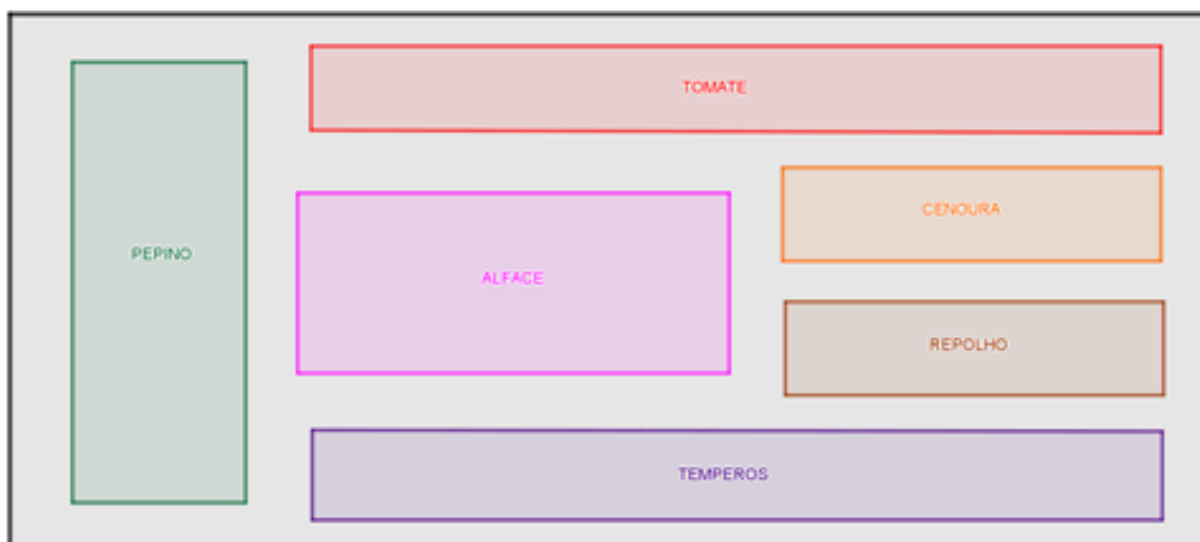 TOMATE
CENOURA
PEPINO
ALFACE
REPOLHO
TEMPEROS